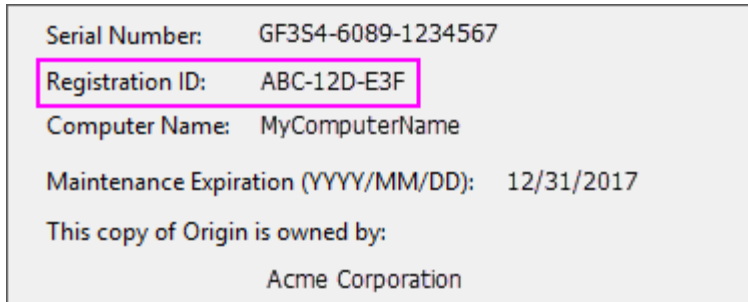 Serial Number: GF3S4-6089-1234567
Registration ID: ABC-12D-E3F
Computer Name: MyComputerName
Maintenance Expiration (YYYY/MM/DD): 12/31/2017
This copy of Origin is owned by:
Acme Corporation